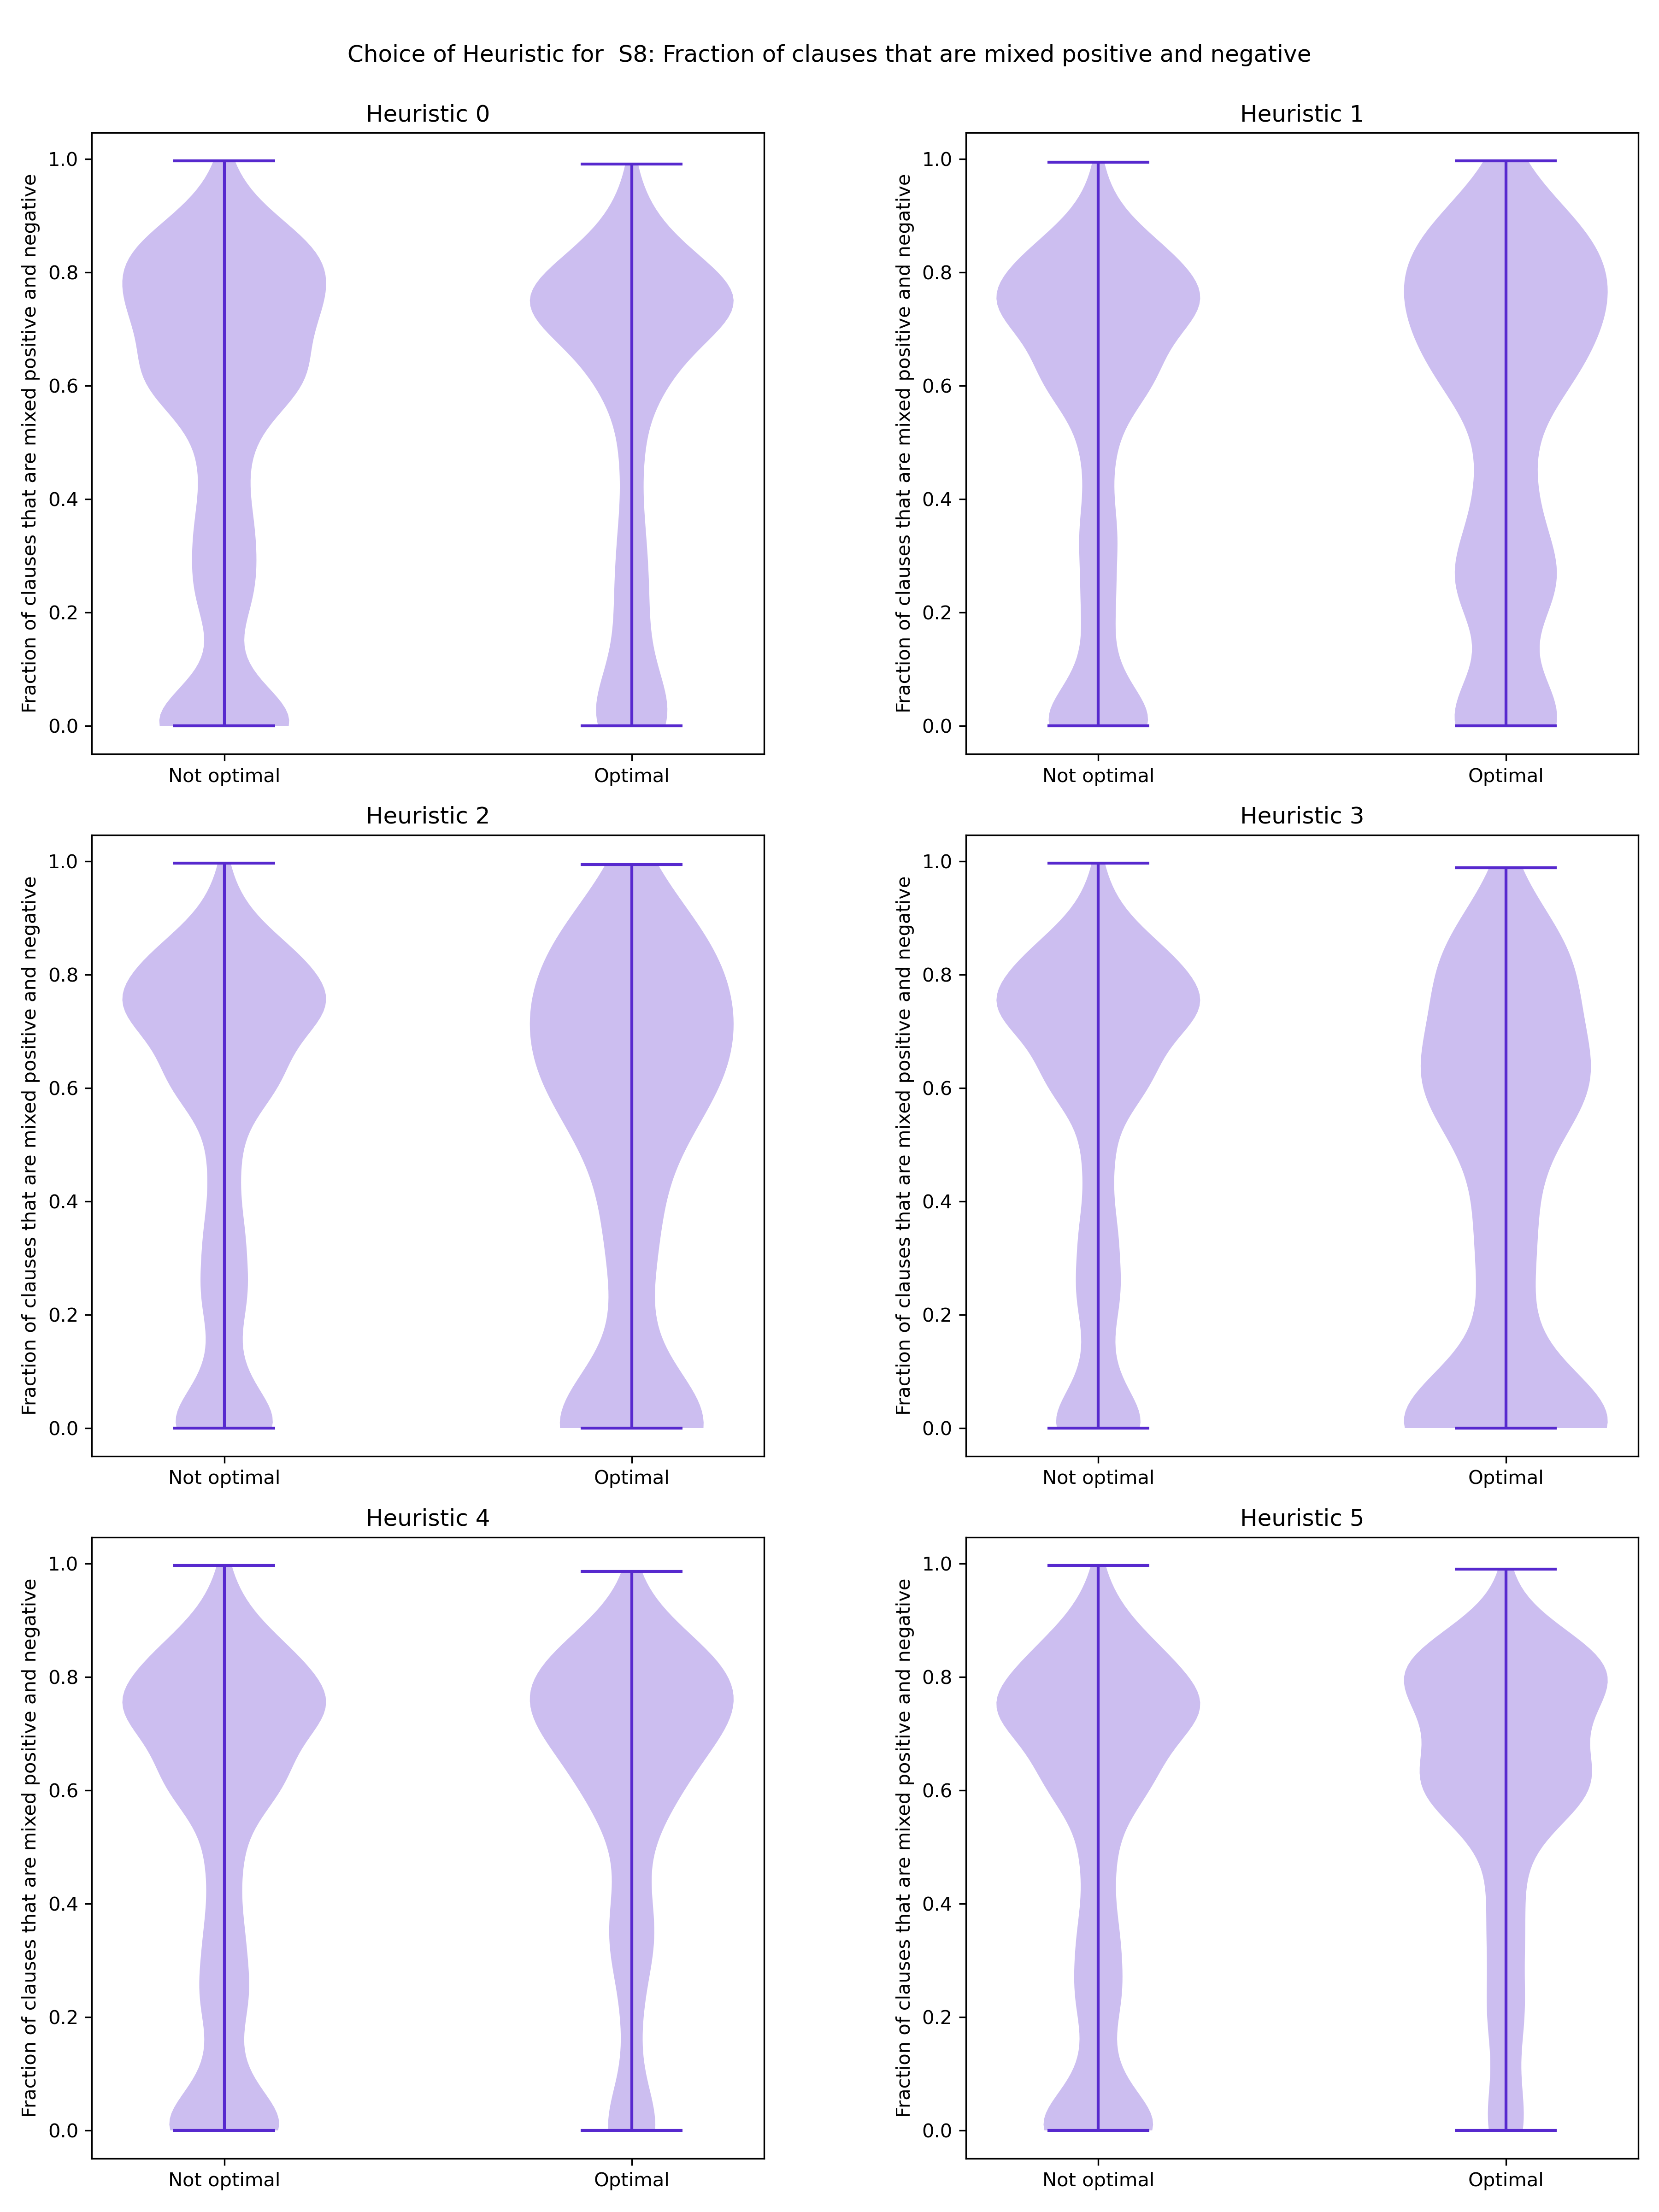 Choice of Heuristic for  S8: Fraction of clauses that are mixed positive and negative
Heuristic 0
Fraction of clauses that are mixed positive and negative
1.0
0.8
0.6
0.4
0.2
0.0
Not optimal
Optimal
Heuristic 1
Fraction of clauses that are mixed positive and negative
1.0
0.8
0.6
0.4
0.2
0.0
Not optimal
Optimal
Heuristic 2
Fraction of clauses that are mixed positive and negative
1.0
0.8
0.6
0.4
0.2
0.0
Not optimal
Optimal
Heuristic 3
Fraction of clauses that are mixed positive and negative
1.0
0.8
0.6
0.4
0.2
0.0
Not optimal
Optimal
Heuristic 4
Fraction of clauses that are mixed positive and negative
1.0
0.8
0.6
0.4
0.2
0.0
Not optimal
Optimal
Heuristic 5
Fraction of clauses that are mixed positive and negative
1.0
0.8
0.6
0.4
0.2
0.0
Not optimal
Optimal